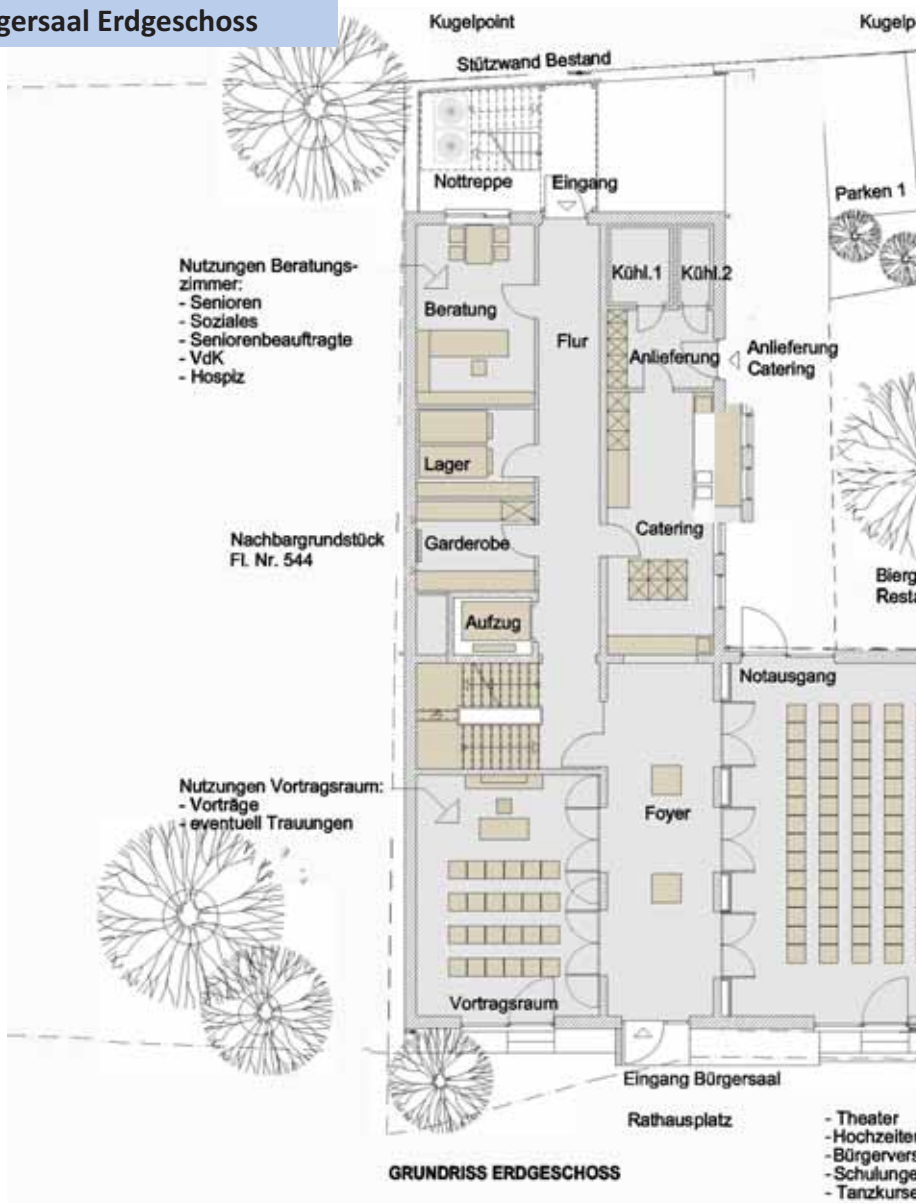 gersaal Erdgeschoss
Kugelpoint
Kugelp
Stützwand Bestand
Nottreppe
Eingang
Parken 1
Nutzungen Beratungs-
zimmer:
- Senioren
- Soziales
- Seniorenbeauftragte
- VdK
- Hospiz
Kühl.1
Kühl.2
Beratung
Flur
Anlieferung
Anlieferung
Catering
Lager
Nachbargrundstück
Fl. Nr. 544
Garderobe
Catering
Bierg
Resta
Aufzug
Notausgang
Nutzungen Vortragsraum:
- Vorträge
- eventuell Trauungen
Foyer
Vortragsraum
Eingang Bürgersaal
Rathausplatz
- Theater
- Hochzeiten
- Bürgervers
- Schulunge
- Tanzkurse
GRUNDRISS ERDGESCHOSS